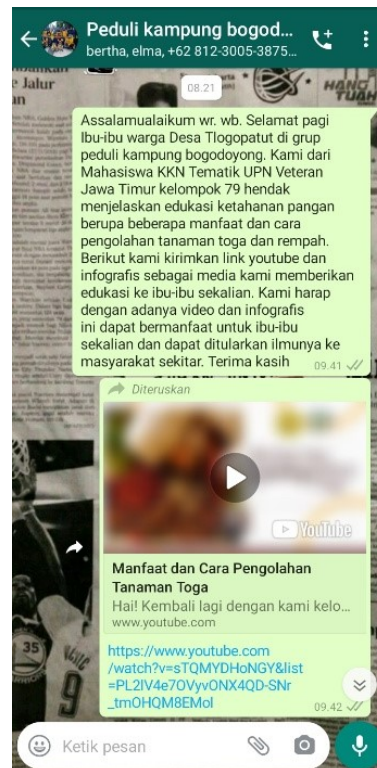 Peduli kampung bogod...
bertha, elma, +62 812-3005-3875...
e Jalur
an
08.21
HANG
TUAH
Assalamualaikum wr. wb. Selamat pagi
Ibu-ibu warga Desa Tlogopatut di grup
peduli kampung bogodoyong. Kami dari
Mahasiswa KKN Tematik UPN Veteran
Jawa Timur kelompok 79 hendak
menjelaskan edukasi ketahanan pangan
berupa beberapa manfaat dan cara
pengolahan tanaman toga dan rempah.
Berikut kami kirimkan link youtube dan
infografis sebagai media kami memberikan
edukasi ke ibu-ibu sekalian. Kami harap
dengan adanya video dan infografis
ini dapat bermanfaat untuk ibu-ibu
sekalian dan dapat ditularkan ilmunya ke
masyarakat sekitar. Terima kasih
09.41
Diteruskan
YouTube
Manfaat dan Cara Pengolahan
Tanaman Toga
Hai! Kembali lagi dengan kami kelo...
www.youtube.com
https://www.youtube.com
/watch?v=sTQMYDHoNGY&list
=PL2lV4e7OVyvONX4QD-SNr
_tmOHQM8EMol
09.42
35
9
Ketik pesan